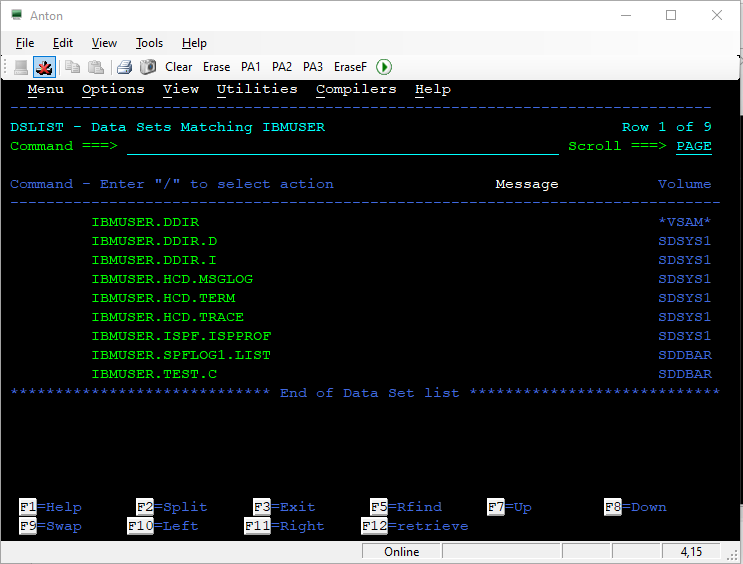 Anton
File Edit View Tools Help
Clear Erase PA1 PA2 PA3 EraseF
Menu Options View Utilities Compilers Help
DSLIST - Data Sets Matching IBMUSER Row 1 of 9
Command ===> Scroll ===> PAGE
Command - Enter "/" to select action Message Volume
IBMUSER.DDIR *VSAM*
IBMUSER.DDIR.D SDSYS1
IBMUSER.DDIR.I SDSYS1
IBMUSER.HCD.MSGLOG SDSYS1
IBMUSER.HCD.TERM SDSYS1
IBMUSER.HCD.TRACE SDSYS1
IBMUSER.ISPF.ISPPROF SDSYS1
IBMUSER.SPFLOG1.LIST SDDBAR
IBMUSER.TEST.C SDDBAR
***************************** End of Data Set list ****************************
F1=Help F2=Split F3=Exit F5=Rfind F7=Up F8=Down
F9=Swap F10=Left F11=Right F12=retrieve
Online 4,15